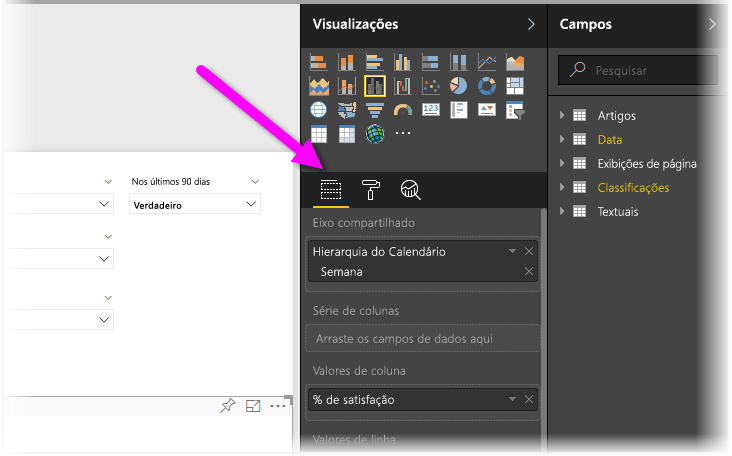 Visualizações
Campos
Pesquisar
123
Artigos
Data
Exibições de página
Classificações
Textuais
Nos últimos 90 dias
Verdadeiro
Eixo compartilhado
Hierarquia do Calendário
Semana
Série de colunas
Arraste os campos de dados aqui
Valores de coluna
% de satisfação
Valores de linha